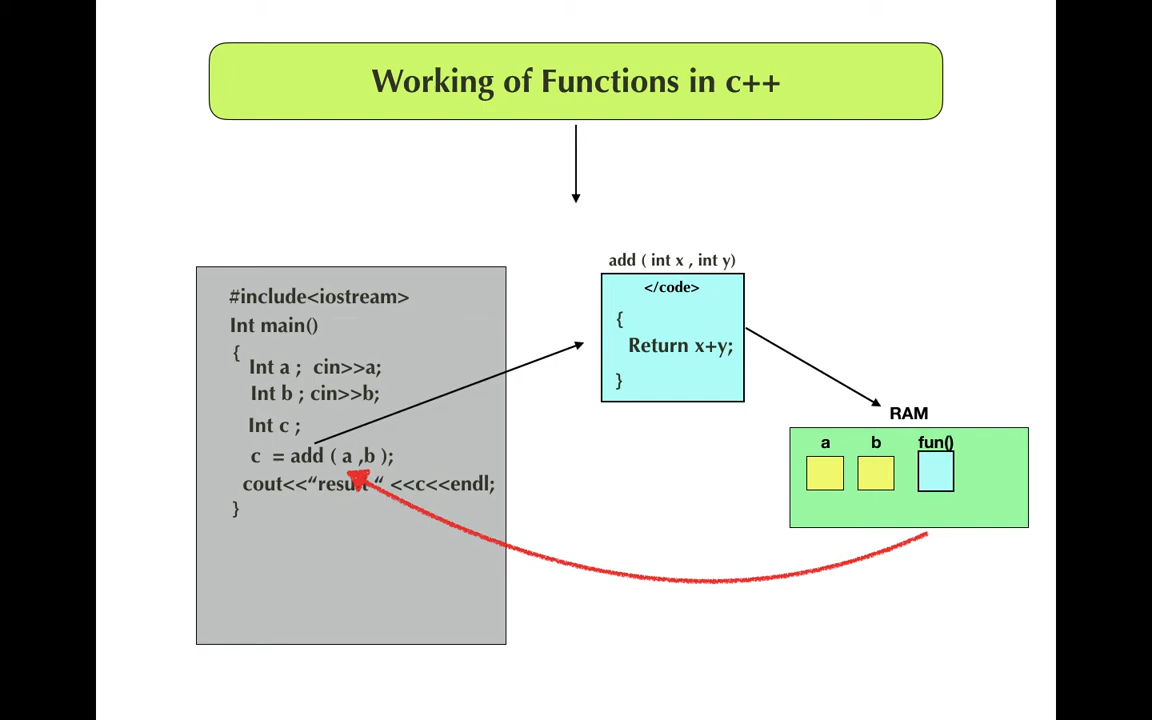 Working of Functions in c++
#include<iostream>
Int main()
{
Int a ; cin>>a;
Int b ; cin>>b;
Int c ;
c = add ( a ,b );
cout<<“result “ <<c<<endl;
}
add ( int x , int y)
</code>
{
Return x+y;
}
RAM
a b fun()